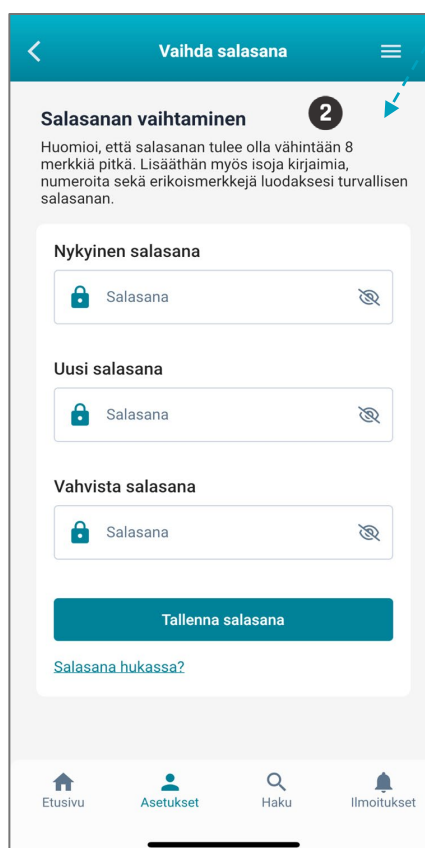 Vaihda salasana
Salasanan vaihtaminen
2
Huomioi, että salasanan tulee olla vähintään 8
merkkiä pitkä. Lisääthän myös isoja kirjaimia,
numeroita sekä erikoismerkkejä luodaksesi turvallisen
salasanan.
Nykyinen salasana
Salasana
Uusi salasana
Salasana
Vahvista salasana
Salasana
Tallenna salasana
Salasana hukassa?
Etusivu Asetukset Haku Ilmoitukset